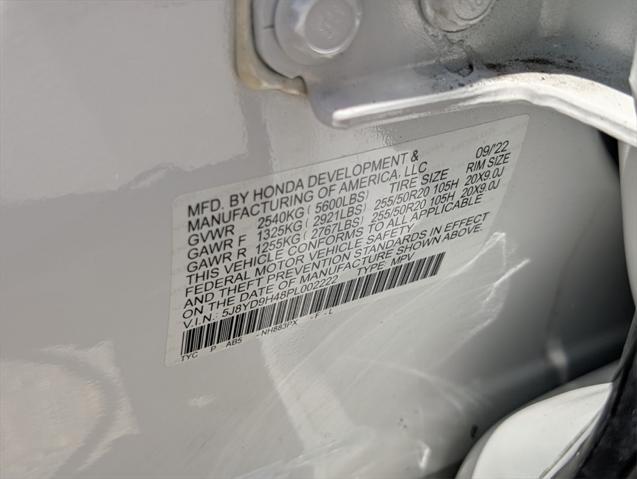 MFD. BY HONDA DEVELOPMENT &
MANUFACTURING OF AMERICA, LLC 09/22
GVWR 2540KG ( 5600LBS) TIRE SIZE RIM SIZE
GAWR F 1325KG ( 2921LBS) 255/50R20 105H 20X9.0J
GAWR R 1255KG ( 2767LBS) 255/50R20 105H 20X9.0J
THIS VEHICLE CONFORMS TO ALL APPLICABLE
FEDERAL MOTOR VEHICLE SAFETY
AND THEFT PREVENTION STANDARDS IN EFFECT
ON THE DATE OF MANUFACTURE SHOWN ABOVE.
V.I.N.: 5J8YD9H48PL002222 TYPE: MPV
TYC P AB5 -NH883PX -F-L